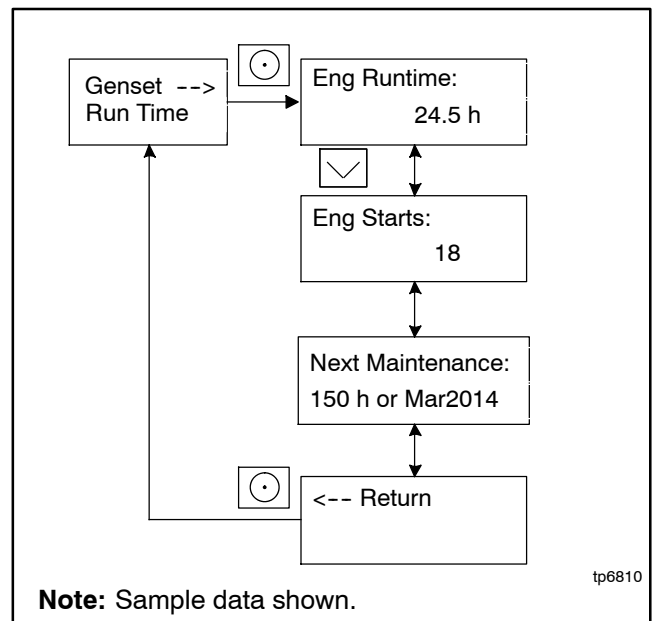 Genset -->
Run Time
Eng Runtime:
24.5 h
Eng Starts:
18
Next Maintenance:
150 h or Mar2014
<-- Return
tp6810
Note: Sample data shown.